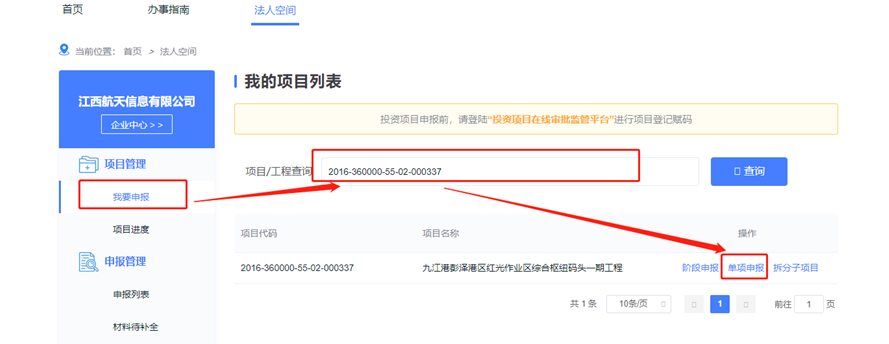 首页 办事指南 法人空间
当前位置： 首页 > 法人空间
江西航天信息有限公司
企业中心 > >
项目管理
我要申报
项目进度
申报管理
申报列表
材料待补全
我的项目列表
投资项目申报前，请登陆“投资项目在线审批监管平台”进行项目登记赋码
项目/工程查询 2016-360000-55-02-000337 查询
项目代码 项目名称 操作
2016-360000-55-02-000337 九江港彭泽港区红光作业区综合枢纽码头一期工程 阶段申报 单项申报 拆分子项目
共 1 条 10条/页 1 前往 1 页